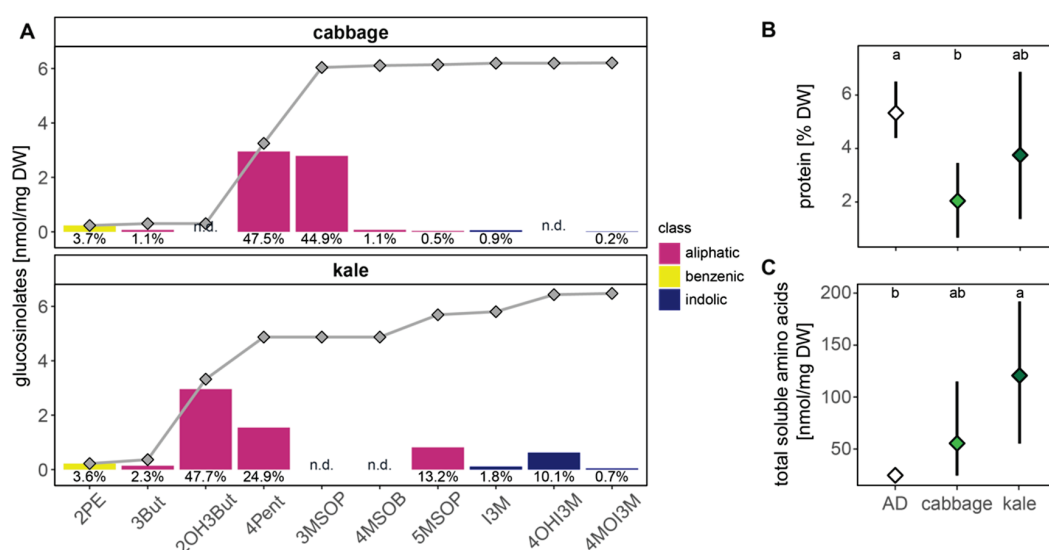 A
cabbage
glucosinolates [nmol/mg DW]
6
4
2
0
n.d.
n.d.
3.7%
1.1%
47.5%
44.9%
1.1%
0.5%
0.9%
0.2%
kale
6
4
2
0
n.d.
n.d.
3.6%
2.3%
47.7%
24.9%
13.2%
1.8%
10.1%
0.7%
2PE
3But
2OH3But
4Pent
3MSOP
4MSOB
5MSOP
I3M
4OHI3M
4MOI3M
class
aliphatic
benzenic
indolic
B
a
b
ab
protein [% DW]
6
4
2
C
b
ab
a
total soluble amino acids
[nmol/mg DW]
200
150
100
50
AD
cabbage
kale